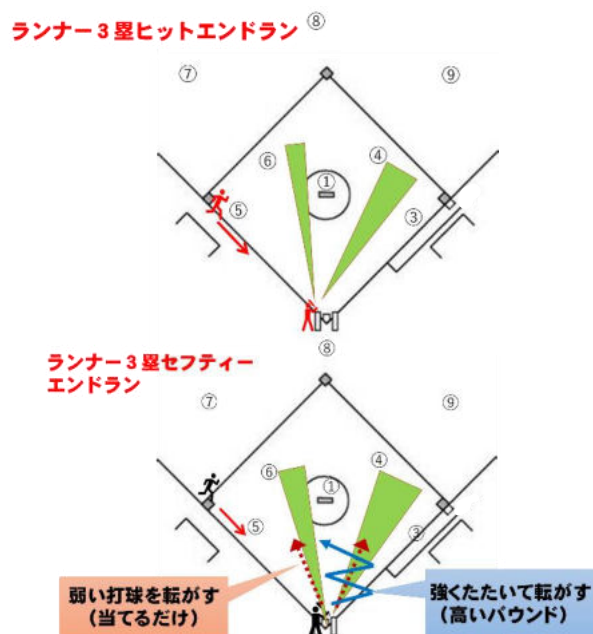 ランナー３塁ヒットエンドラン
⑧
⑦
⑨
⑥
④
①
⑤
③
ランナー３塁セフティー
エンドラン
⑧
⑦
⑨
⑥
④
①
⑤
③
弱い打球を転がす
（当てるだけ）
強くたたいて転がす
（高いバウンド）